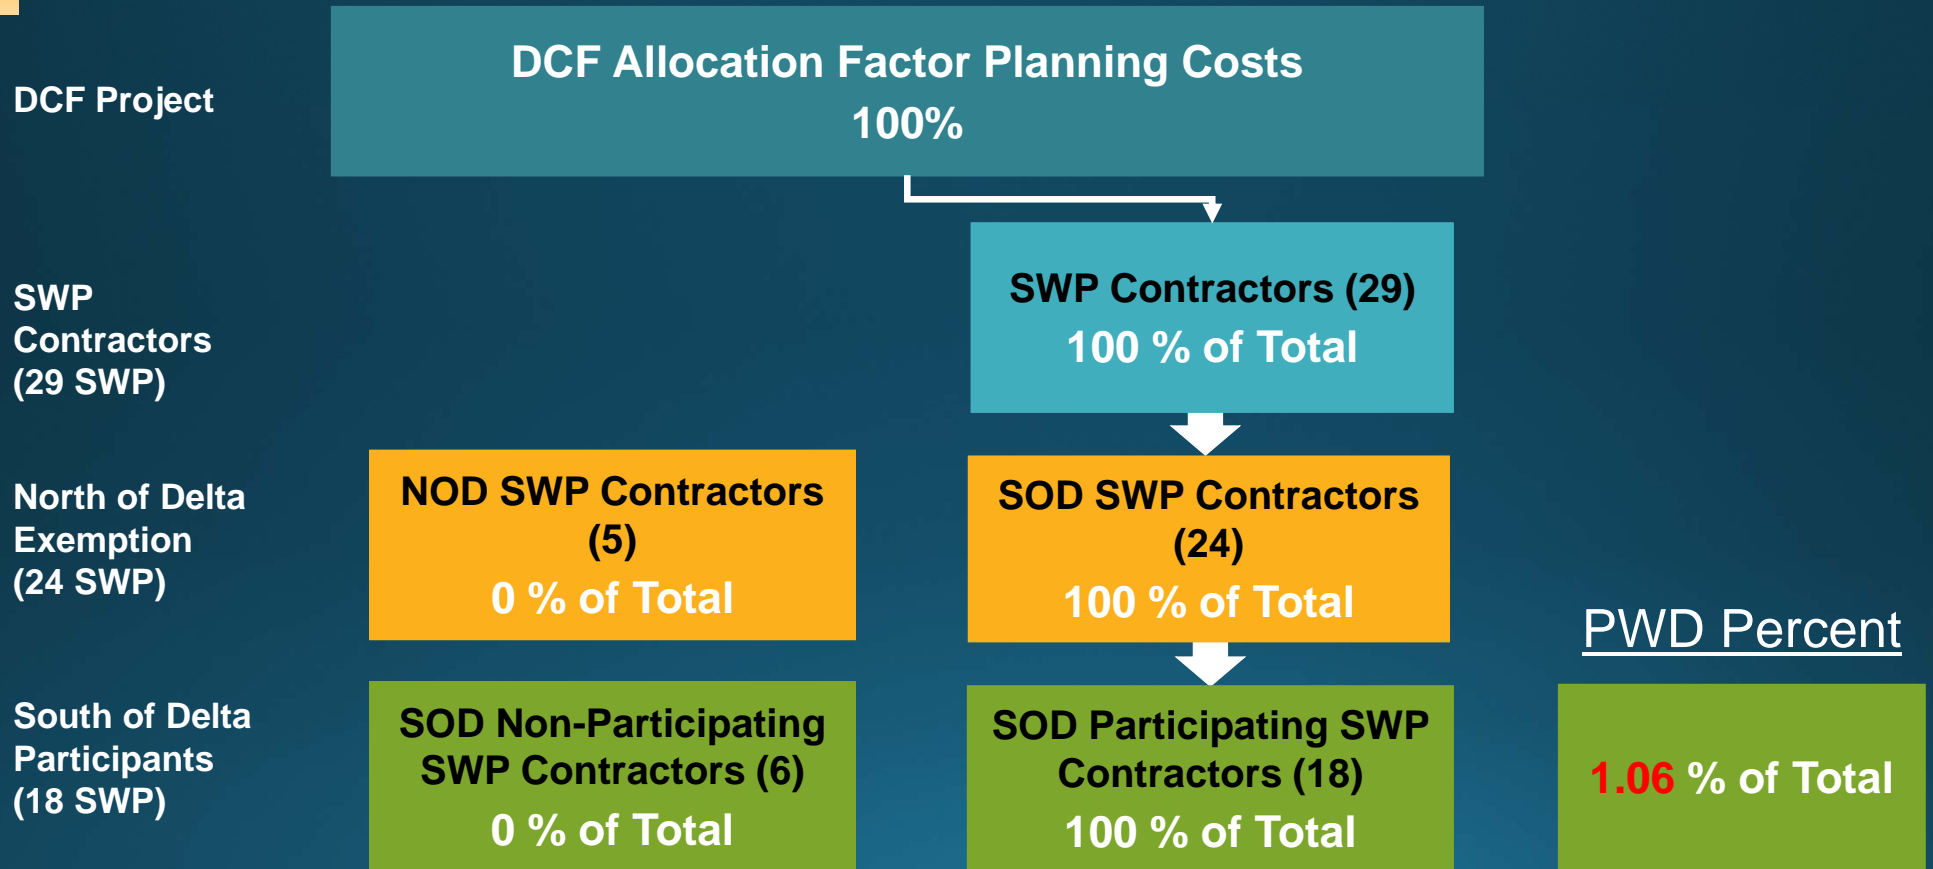 DCF Project
DCF Allocation Factor Planning Costs
100%
SWP
Contractors
(29 SWP)
SWP Contractors (29)
100 % of Total
North of Delta
Exemption
(24 SWP)
NOD SWP Contractors
(5)
0 % of Total
SOD SWP Contractors
(24)
100 % of Total
South of Delta
Participants
(18 SWP)
SOD Non-Participating
SWP Contractors (6)
0 % of Total
SOD Participating SWP
Contractors (18)
100 % of Total
PWD Percent
1.06 % of Total